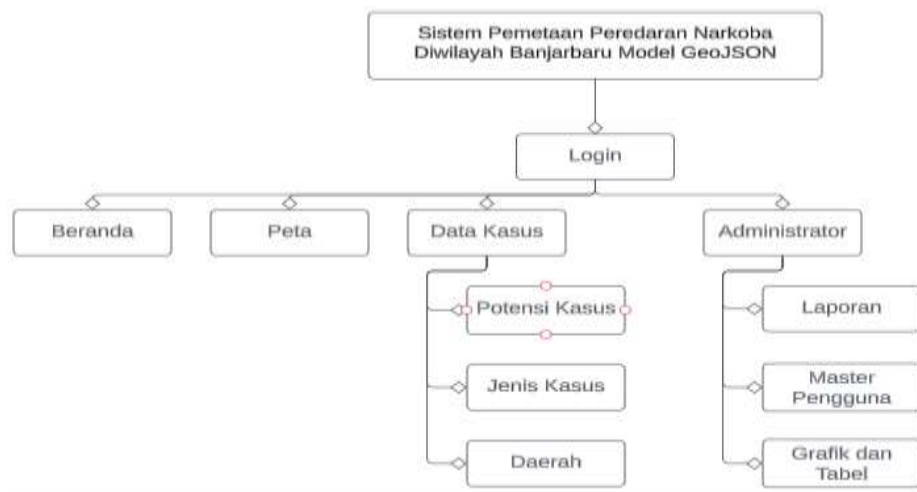 Sistem Pemetaan Peredaran Narkoba
Diwilayah Banjarbaru Model GeoJSON
Login
Beranda
Peta
Data Kasus
Administrator
Potensi Kasus
Laporan
Jenis Kasus
Master
Pengguna
Daerah
Grafik dan
Tabel